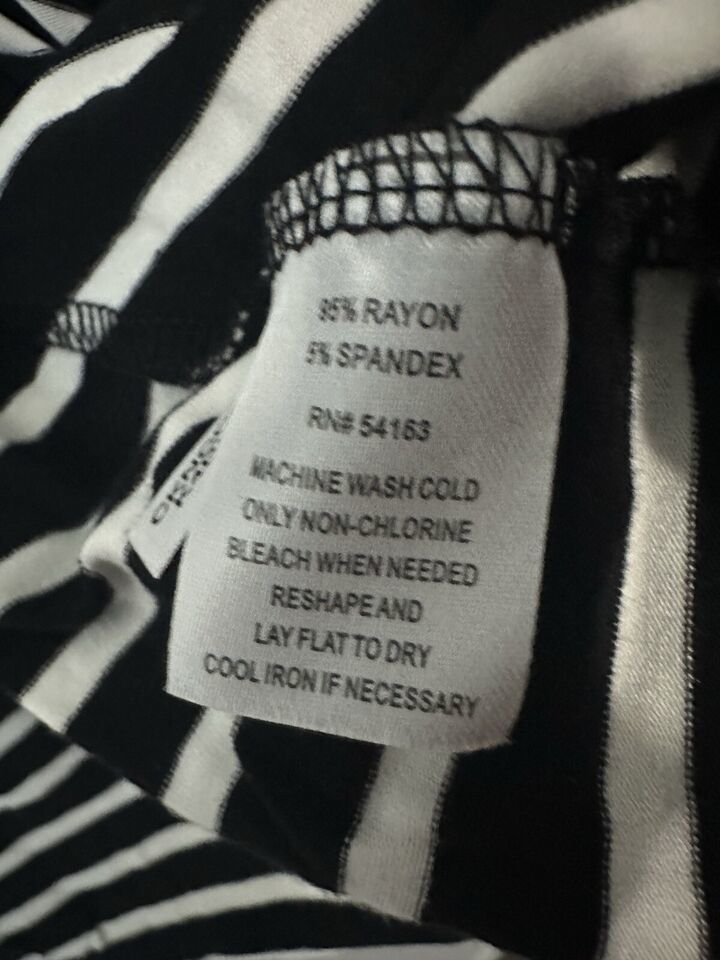 95% RAYON
5% SPANDEX
RN# 54163
MACHINE WASH COLD
ONLY NON-CHLORINE
BLEACH WHEN NEEDED
RESHAPE AND
LAY FLAT TO DRY
COOL IRON IF NECESSARY